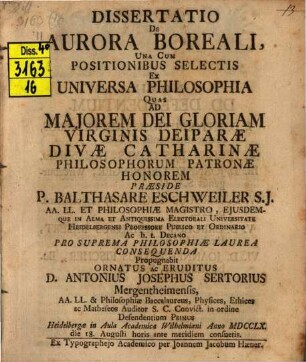 DISSERTATIO
De
AURORA BOREALI,
Una Cum
POSITIONIBUS SELECTIS
Ex
UNIVERSA PHILOSOPHIA
Quas
AD
MAJOREM DEI GLORIAM
VIRGINIS DEIPARÆ
DIVÆ CATHARINÆ
PHILOSOPHORUM PATRONÆ
HONOREM
PRÆSIDE
P. BALTHASARE ESCHWEILER S.J.
AA. LL. ET PHILOSOPHIÆ MAGISTRO, EJUSDEM-
QUE IN ALMA ET ANTIQUISSIMA ELECTORALI UNIVERSITATE
HEIDELBERGENSI PROFESSORE PUBLICO ET ORDINARIO
Ac h. t. DECANO
PRO SUPREMA PHILOSOPHIÆ LAUREA
CONSEQUENDA
Propugnabit
ORNATUS ac ERUDITUS
D. ANTONIUS JOSEPHUS SERTORIUS
Mergentheimensis,
AA. LL. & Philosophiæ Baccalaureus, Physices, Ethices
ac Matheseos Auditor S. C. Convict. in ordine
Defendentium Primus
Heidelbergæ in Aula Academica Wilhelmiani Anno MDCCLX.
die 18. Augusti horis ante meridiem consuetis.
Ex Typographejo Academico per Joannem Jacobum Hæner.
Diss. 4°
3163
16